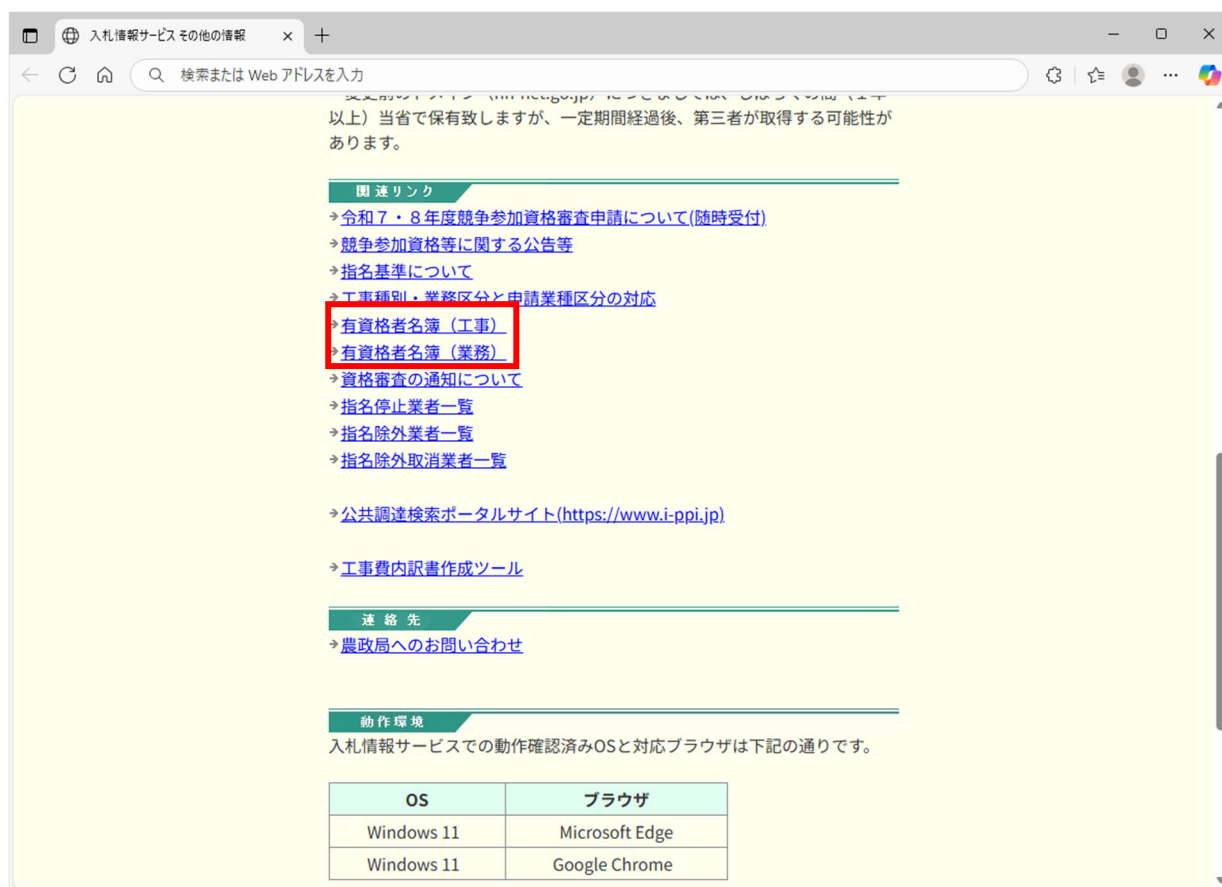 入札情報サービス その他の情報
検索または Web アドレスを入力
以上）当省で保有致しますが、一定期間経過後、第三者が取得する可能性が
あります。
関連リンク
令和７・８年度競争参加資格審査申請について(随時受付)
競争参加資格等に関する公告等
指名基準について
工事種別・業務区分と申請業種区分の対応
有資格者名簿（工事）
有資格者名簿（業務）
資格審査の通知について
指名停止業者一覧
指名除外業者一覧
指名除外取消業者一覧
公共調達検索ポータルサイト(https://www.i-ppi.jp)
工事費内訳書作成ツール
連絡先
農政局へのお問い合わせ
動作環境
入札情報サービスでの動作確認済みOSと対応ブラウザは下記の通りです。
OS ブラウザ
Windows 11 Microsoft Edge
Windows 11 Google Chrome